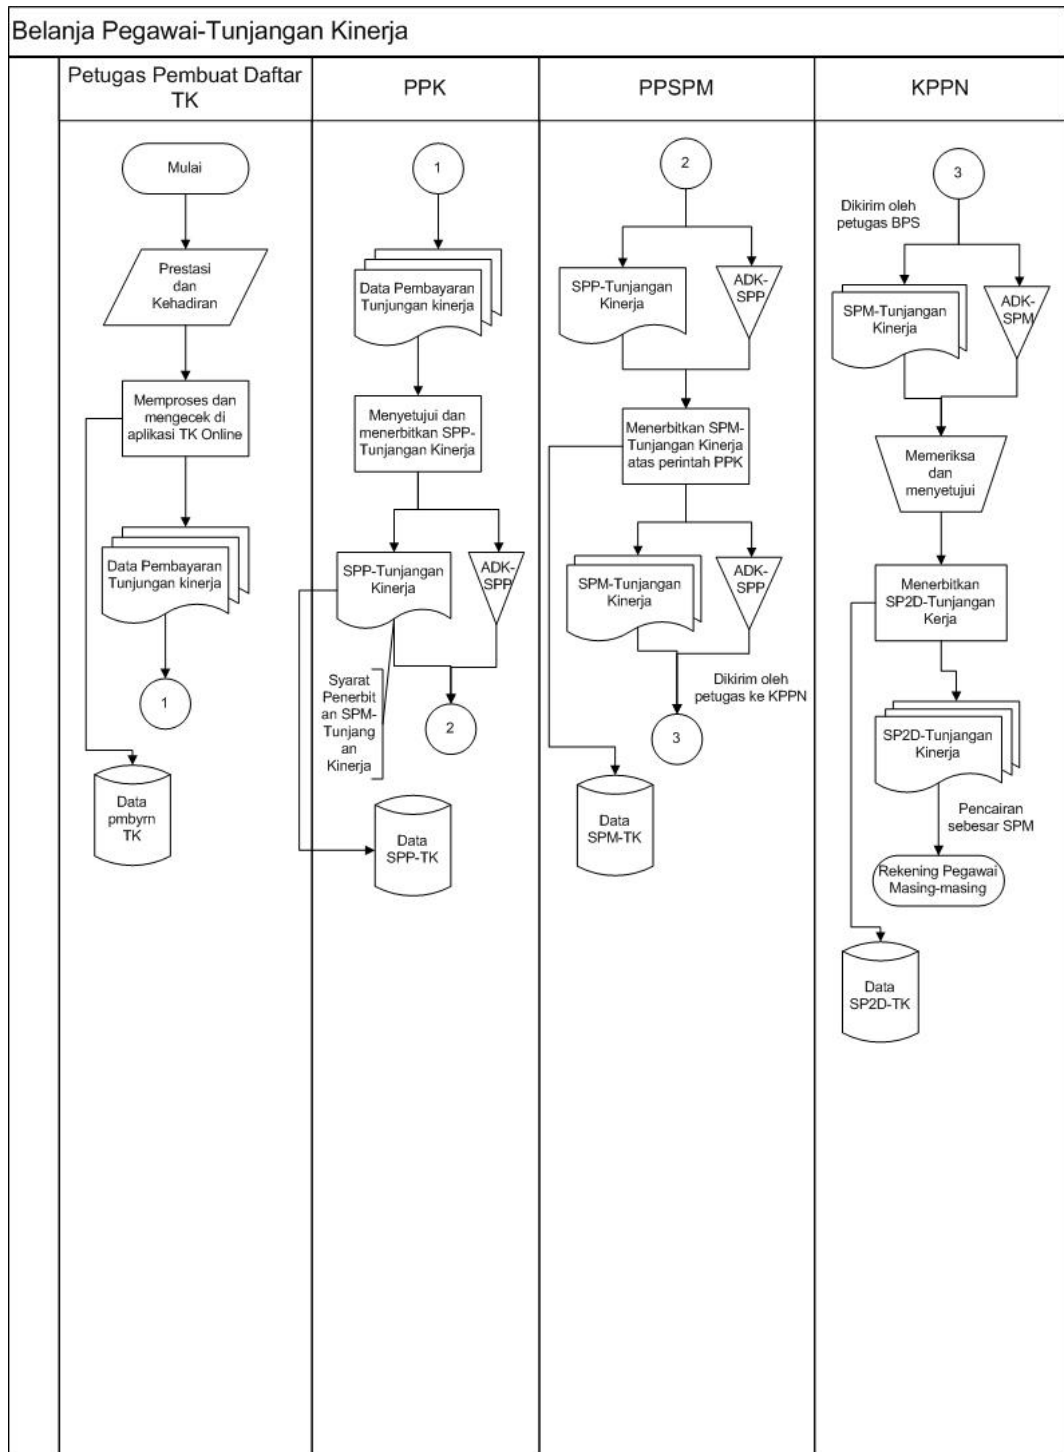 Belanja Pegawai-Tunjangan Kinerja
Petugas Pembuat Daftar
TK
PPK
PPSPM
KPPN
Mulai
Prestasi
dan
Kehadiran
Memproses dan
mengecek di
aplikasi TK Online
Data Pembayaran
Tunjungan kinerja
1
Data
pmbyrn
TK
1
Data Pembayaran
Tunjungan kinerja
Menyetujui dan
menerbitkan SPP-
Tunjangan Kinerja
SPP-Tunjangan
Kinerja
ADK-
SPP
Syarat
Penerbit
an SPM-
Tunjang
an
Kinerja
2
Data
SPP-TK
2
SPP-Tunjangan
Kinerja
ADK-
SPP
Menerbitkan SPM-
Tunjangan Kinerja
atas perintah PPK
SPM-Tunjangan
Kinerja
ADK-
SPP
Dikirim oleh
petugas ke KPPN
3
Data
SPM-TK
3
Dikirim oleh
petugas BPS
SPM-Tunjangan
Kinerja
ADK-
SPM
Memeriksa
dan
menyetujui
Menerbitkan
SP2D-Tunjangan
Kerja
SP2D-Tunjangan
Kinerja
Pencairan
sebesar SPM
Rekening Pegawai
Masing-masing
Data
SP2D-TK